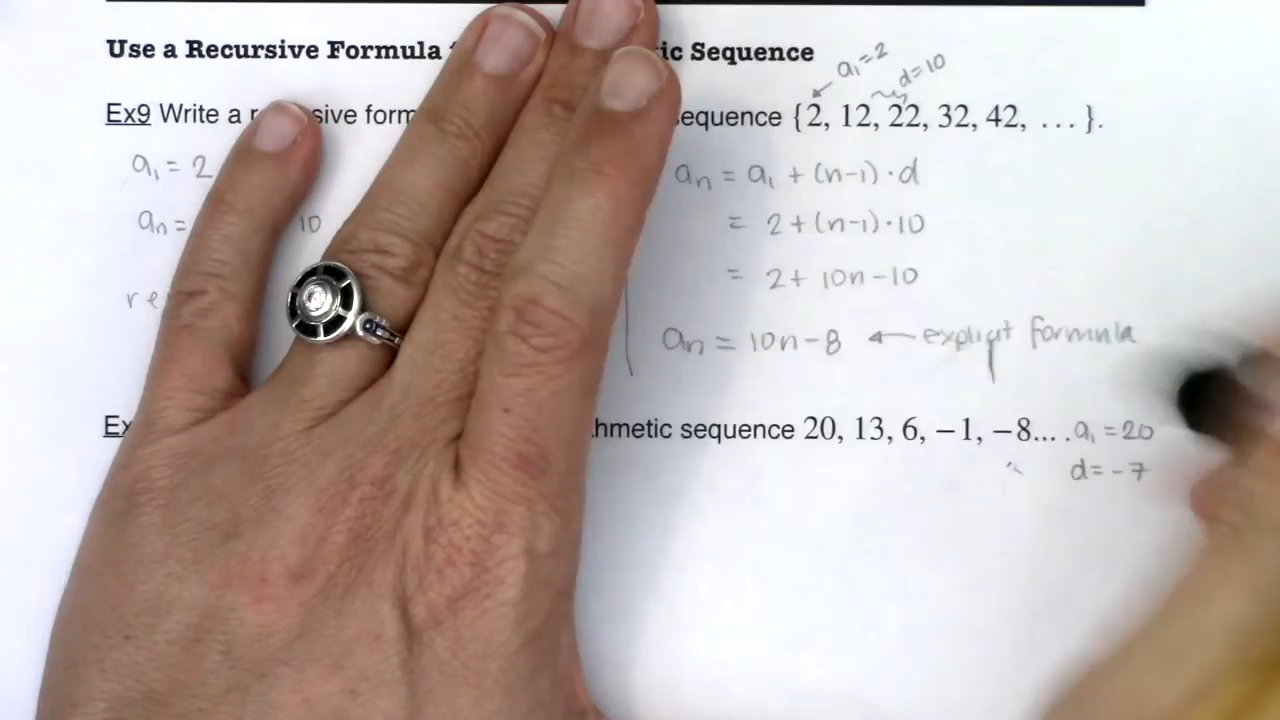 Use a Recursive Formula ic Sequence
a₁=2
d=10
Ex9 Write a r sive form equence {2, 12, 22, 32, 42, … }.
a₁ = 2
an = a₁ + (n-1)·d
an = 10
= 2 + (n-1)·10
re
= 2 + 10n - 10
an = 10n - 8 ← explicit formula
Ex hmetic sequence 20, 13, 6, −1, −8... . a₁ = 20
d = -7